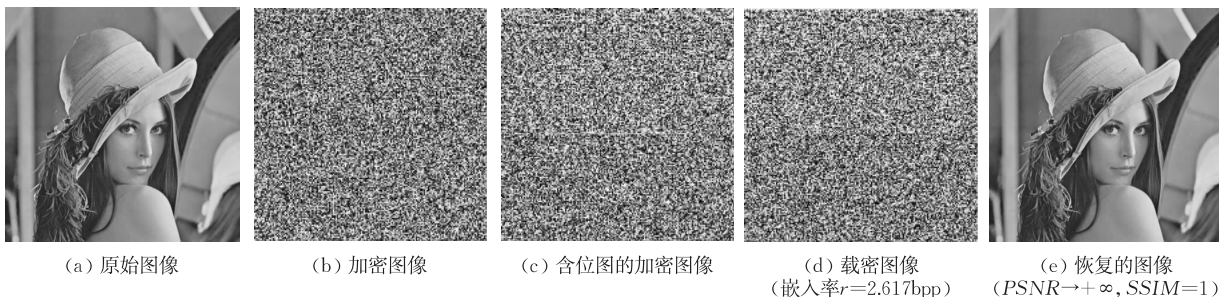 (a) 原始图像
(b) 加密图像
(c) 含位图的加密图像
(d) 载密图像
(嵌入率r=2.617bpp)
(e) 恢复的图像
(PSNR→+∞, SSIM=1)